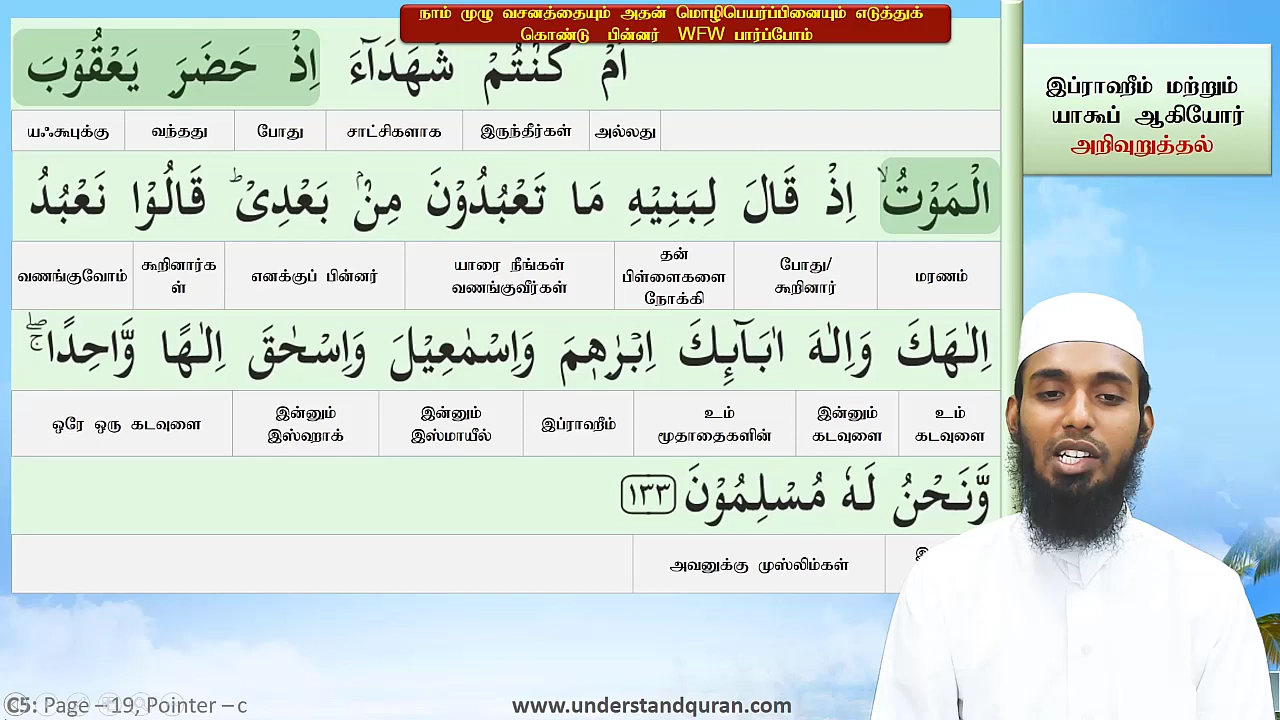 நாம் முழு வசனத்தையும் அதன் மொழிபெயர்ப்பினையும் எடுத்துக்
கொண்டு பின்னர் WFW பார்ப்போம்
இப்ராஹீம் மற்றும்
யாகூப் ஆகியோர்
அறிவுறுத்தல்
اَمْ كُنْتُمْ شُهَدَآءَ اِذْ حَضَرَ يَعْقُوْبَ
யஃகூபுக்கு வந்தது போது சாட்சிகளாக இருந்தீர்கள் அல்லது
الْمَوْتُ ۙ اِذْ قَالَ لِبَنِيْهِ مَا تَعْبُدُوْنَ مِنْۢ بَعْدِيْ ؕ قَالُوْا نَعْبُدُ
வணங்குவோம் கூறினார்க
ள் எனக்குப் பின்னர் யாரை நீங்கள்
வணங்குவீர்கள் தன்
பிள்ளைகளை
நோக்கி போது/
கூறினார் மரணம்
اِلٰهَكَ وَاِلٰهَ اٰبَآئِكَ اِبْرٰهٖمَ وَاِسْمٰعِيْلَ وَاِسْحٰقَ اِلٰهًا وَّاحِدًا ۖۚ
ஒரே ஒரு கடவுளை இன்னும்
இஸ்ஹாக் இன்னும்
இஸ்மாயீல் இப்ராஹீம் உம்
மூதாதைகளின் இன்னும்
கடவுளை உம்
கடவுளை
وَّنَحْنُ لَهٗ مُسْلِمُوْنَ ١٣٣
அவனுக்கு முஸ்லிம்கள்
C5: Page – 19, Pointer – c
www.understandquran.com